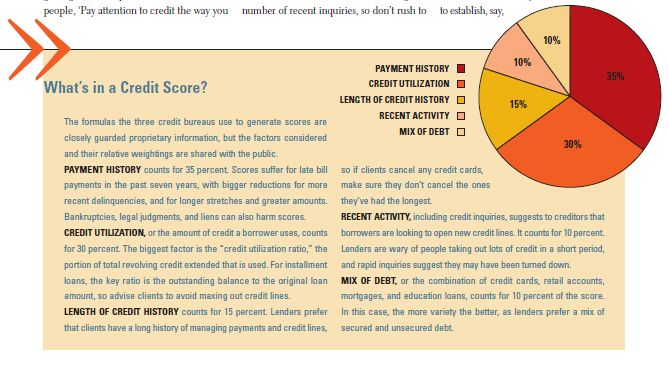 people, ‘Pay attention to credit the way you
number of recent inquiries, so don’t rush to
to establish, say,
What’s in a Credit Score?
The formulas the three credit bureaus use to generate scores are
closely guarded proprietary information, but the factors considered
and their relative weightings are shared with the public.
PAYMENT HISTORY counts for 35 percent. Scores suffer for late bill
payments in the past seven years, with bigger reductions for more
recent delinquencies, and for longer stretches and greater amounts.
Bankruptcies, legal judgments, and liens can also harm scores.
CREDIT UTILIZATION, or the amount of credit a borrower uses, counts
for 30 percent. The biggest factor is the “credit utilization ratio,” the
portion of total revolving credit extended that is used. For installment
loans, the key ratio is the outstanding balance to the original loan
amount, so advise clients to avoid maxing out credit lines.
LENGTH OF CREDIT HISTORY counts for 15 percent. Lenders prefer
that clients have a long history of managing payments and credit lines,
so if clients cancel any credit cards,
make sure they don’t cancel the ones
they’ve had the longest.
RECENT ACTIVITY, including credit inquiries, suggests to creditors that
borrowers are looking to open new credit lines. It counts for 10 percent.
Lenders are wary of people taking out lots of credit in a short period,
and rapid inquiries suggest they may have been turned down.
MIX OF DEBT, or the combination of credit cards, retail accounts,
mortgages, and education loans, counts for 10 percent of the score.
In this case, the more variety the better, as lenders prefer a mix of
secured and unsecured debt.
PAYMENT HISTORY
CREDIT UTILIZATION
LENGTH OF CREDIT HISTORY
RECENT ACTIVITY
MIX OF DEBT
10%
10%
15%
30%
35%